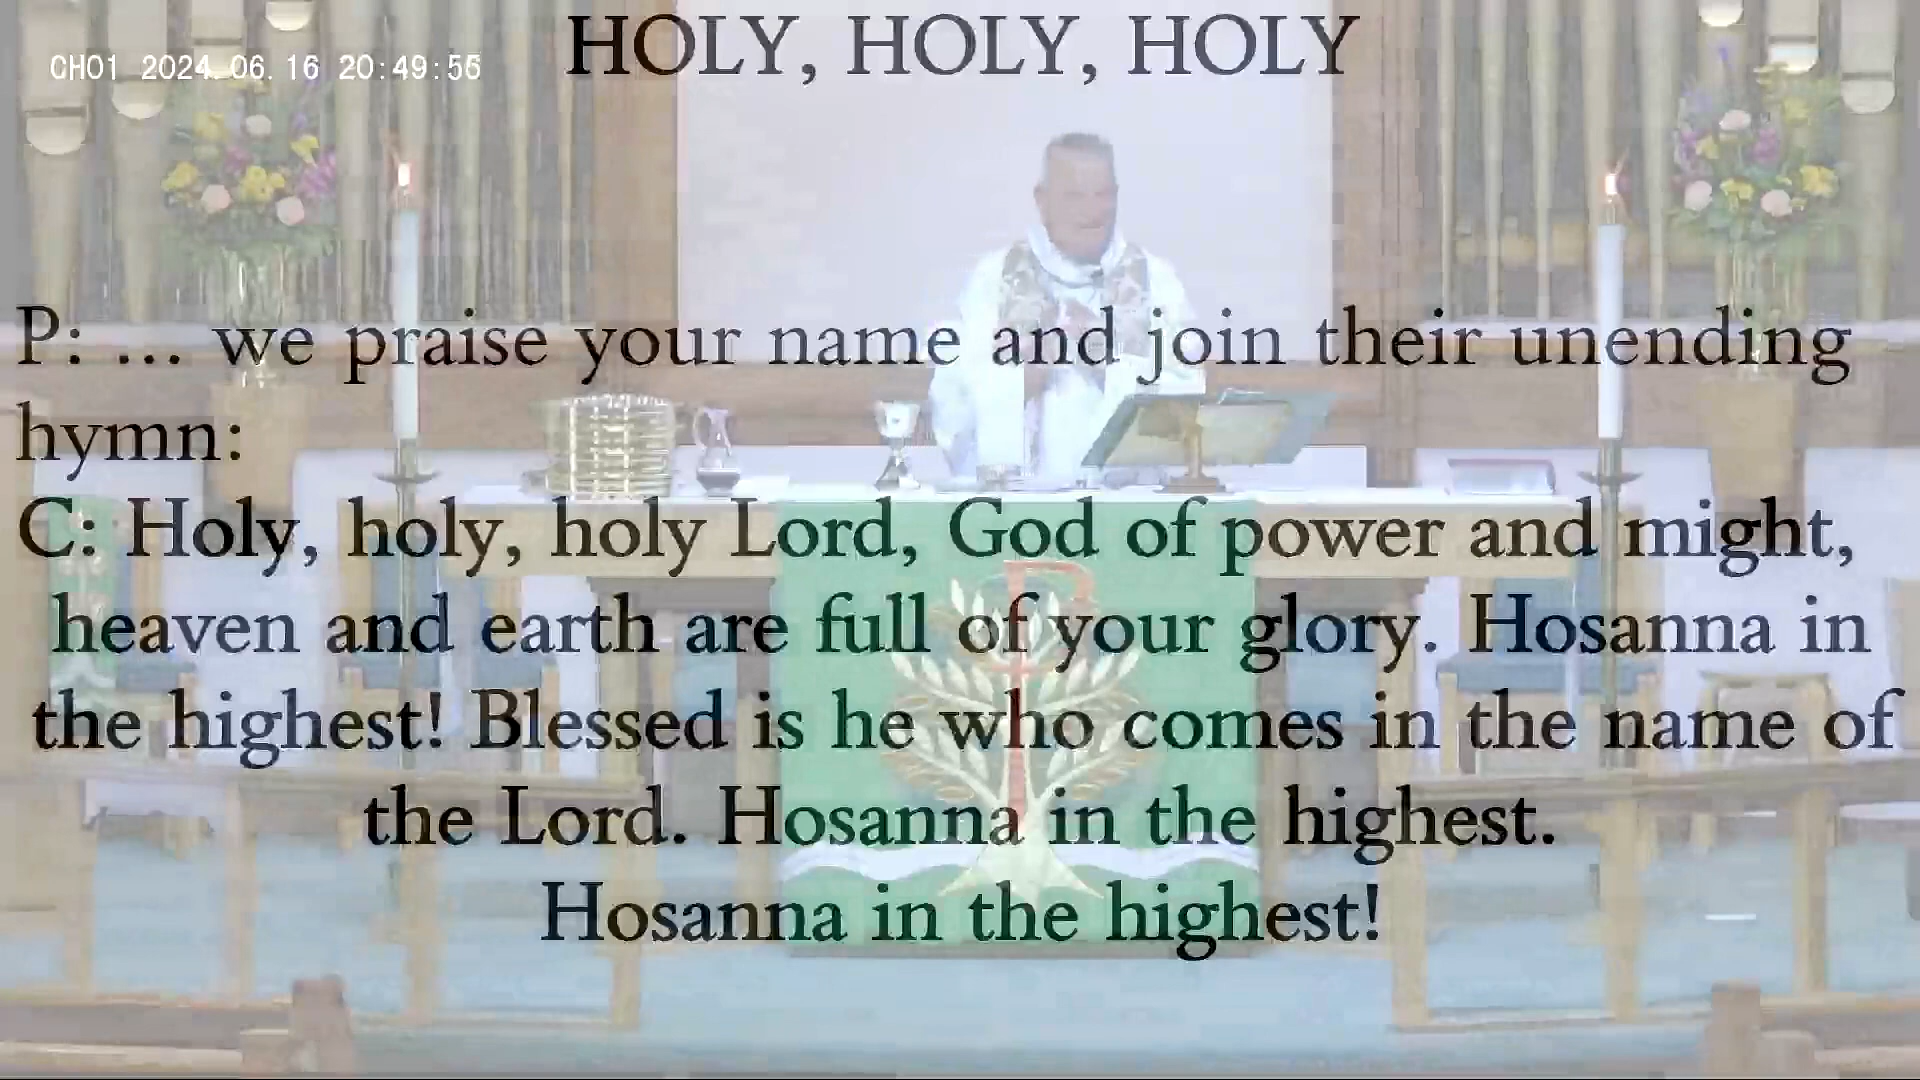 HOLY, HOLY, HOLY
CH01 2024.06.16 20:49:56
P: ... we praise your name and join their unending
hymn:
C: Holy, holy, holy Lord, God of power and might,
heaven and earth are full of your glory. Hosanna in
the highest! Blessed is he who comes in the name of
the Lord. Hosanna in the highest.
Hosanna in the highest!